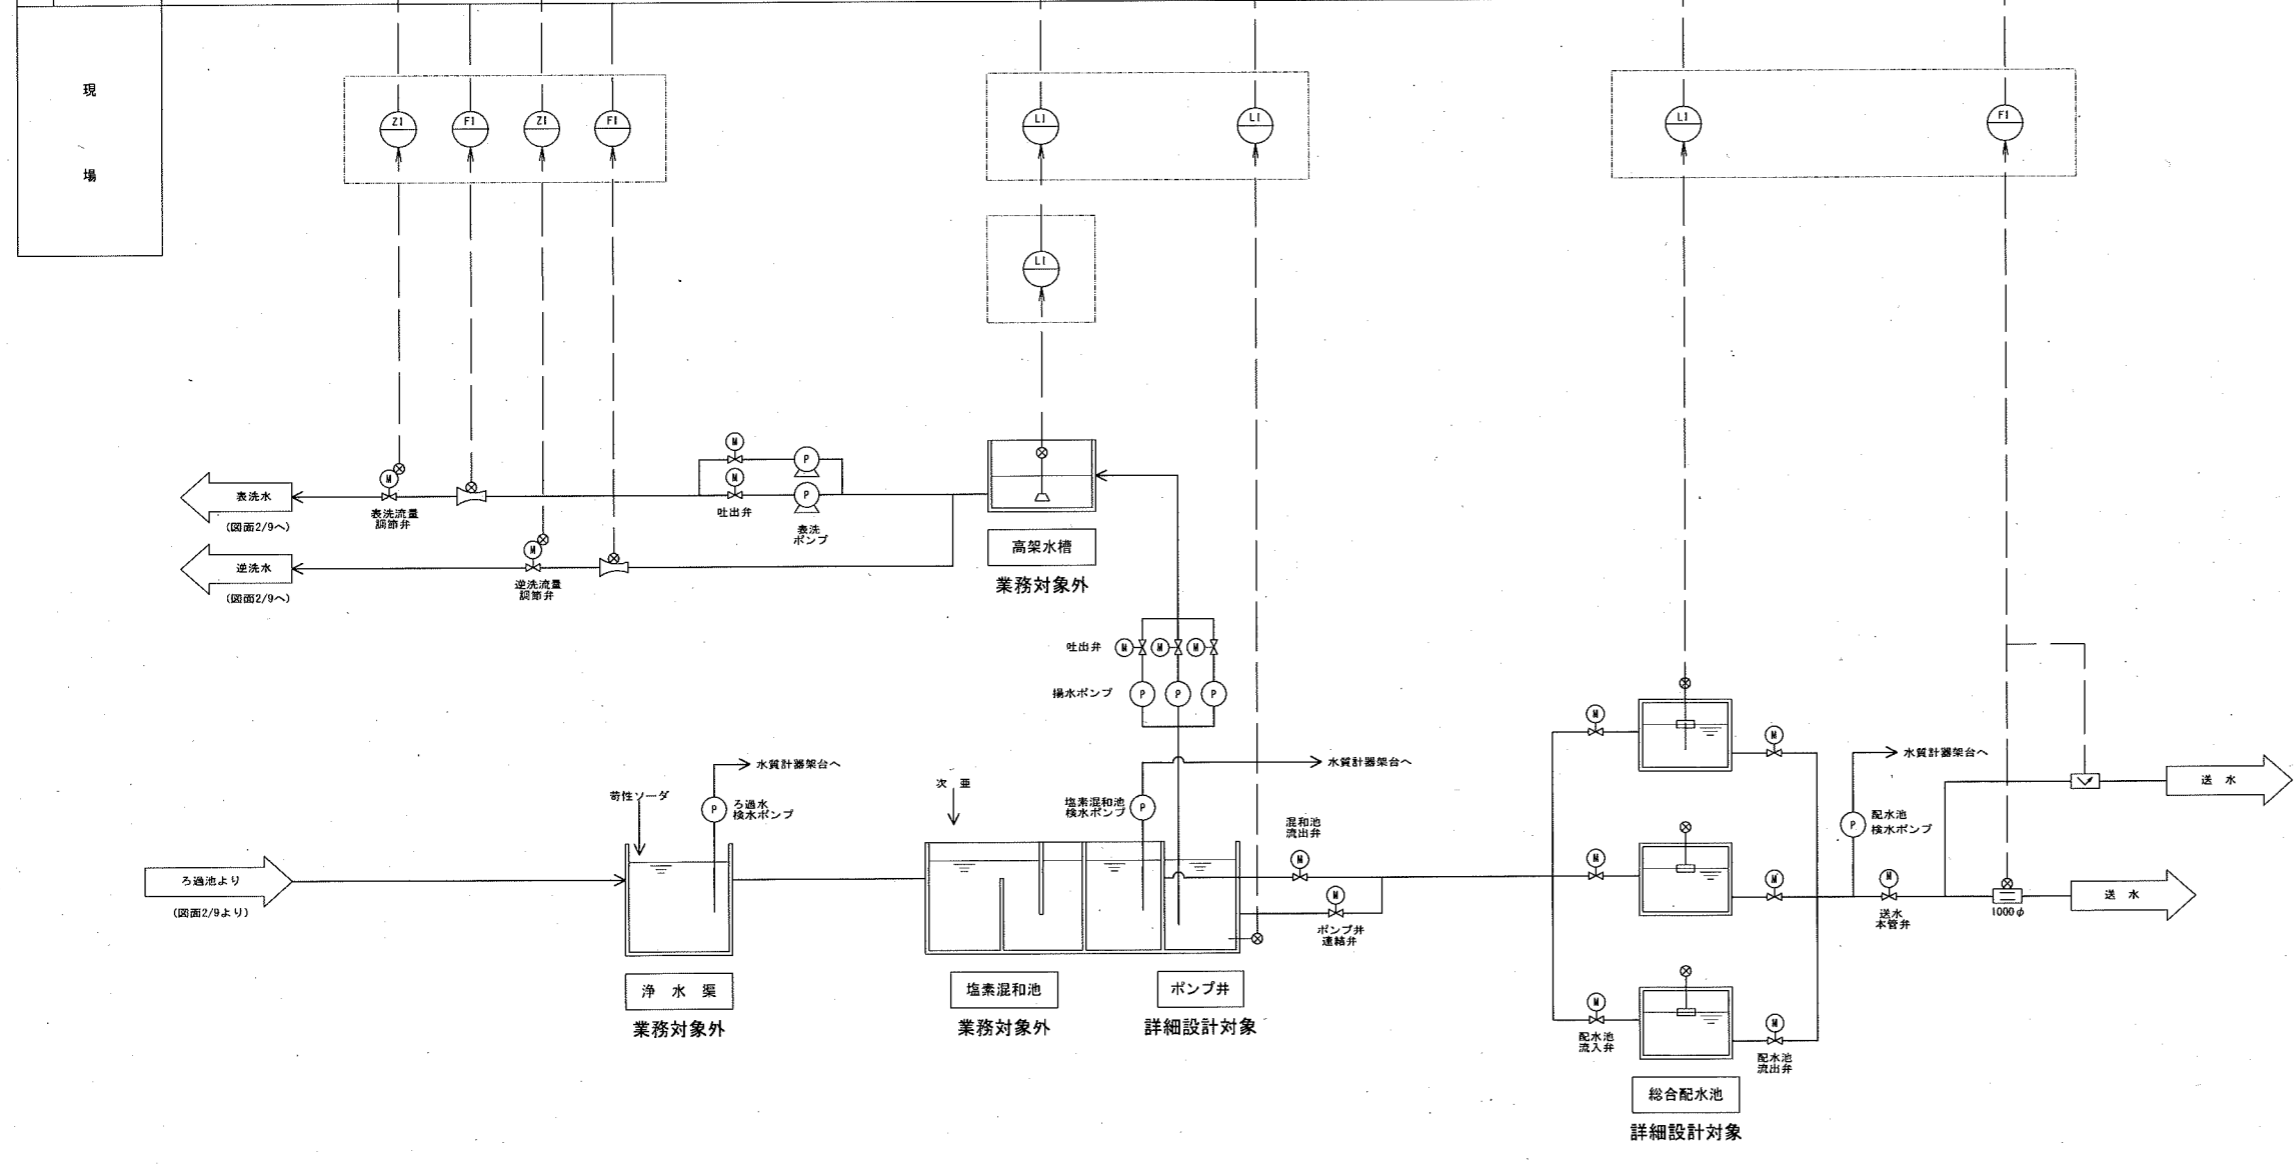 現
場
ZI
FI
ZI
FI
LI
LI
LI
FI
LI
M
P
M
P
M
表洗水
(図面2/9へ)
表洗流量
調節弁
吐出弁
表洗
ポンプ
高架水槽
業務対象外
M
逆洗水
(図面2/9へ)
逆洗流量
調節弁
吐出弁
M
M
M
揚水ポンプ
P
P
P
水質計器架台へ
苛性ソーダ
P
ろ過水
検水ポンプ
次 亜
塩素混和池
検水ポンプ
P
水質計器架台へ
混和池
流出弁
M
M
ポンプ井
連絡弁
ろ過池より
(図面2/9より)
浄 水 渠
業務対象外
塩素混和池
業務対象外
ポンプ井
詳細設計対象
M
M
M
M
M
M
配水池
流入弁
配水池
流出弁
総合配水池
詳細設計対象
水質計器架台へ
P
配水池
検水ポンプ
M
送水
本管弁
1000φ
送 水
送 水